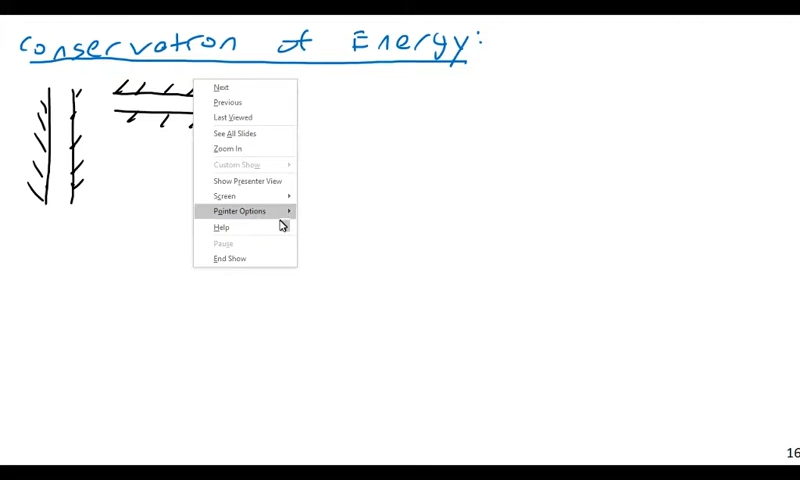 Conservation of Energy:
Next
Previous
Last Viewed
See All Slides
Zoom In
Custom Show
Show Presenter View
Screen
Pointer Options
Help
Pause
End Show
16